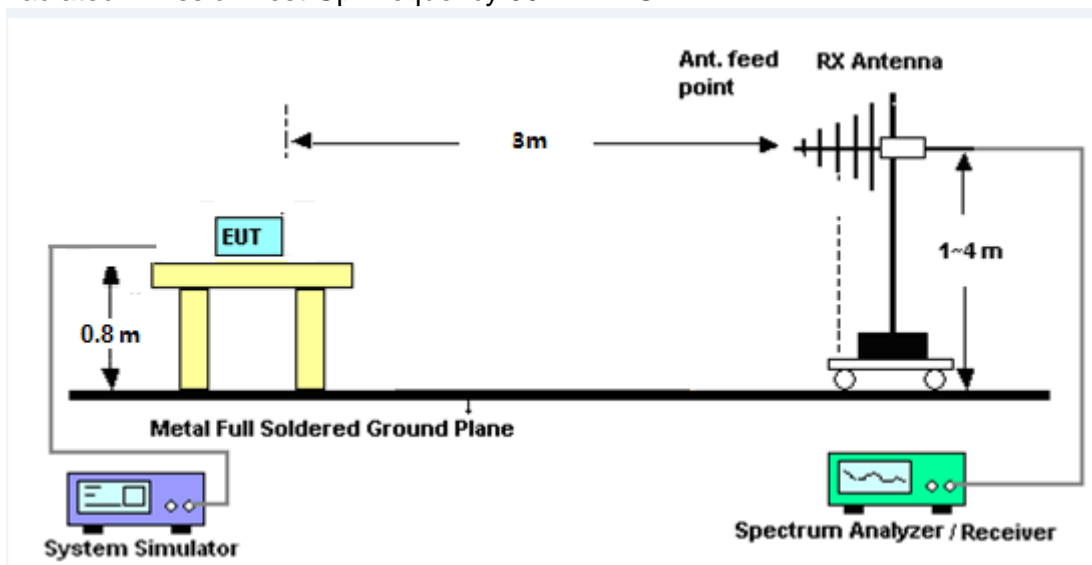 Ant. feed
point
RX Antenna
3m
EUT
1~4 m
0.8 m
Metal Full Soldered Ground Plane
System Simulator
Spectrum Analyzer / Receiver